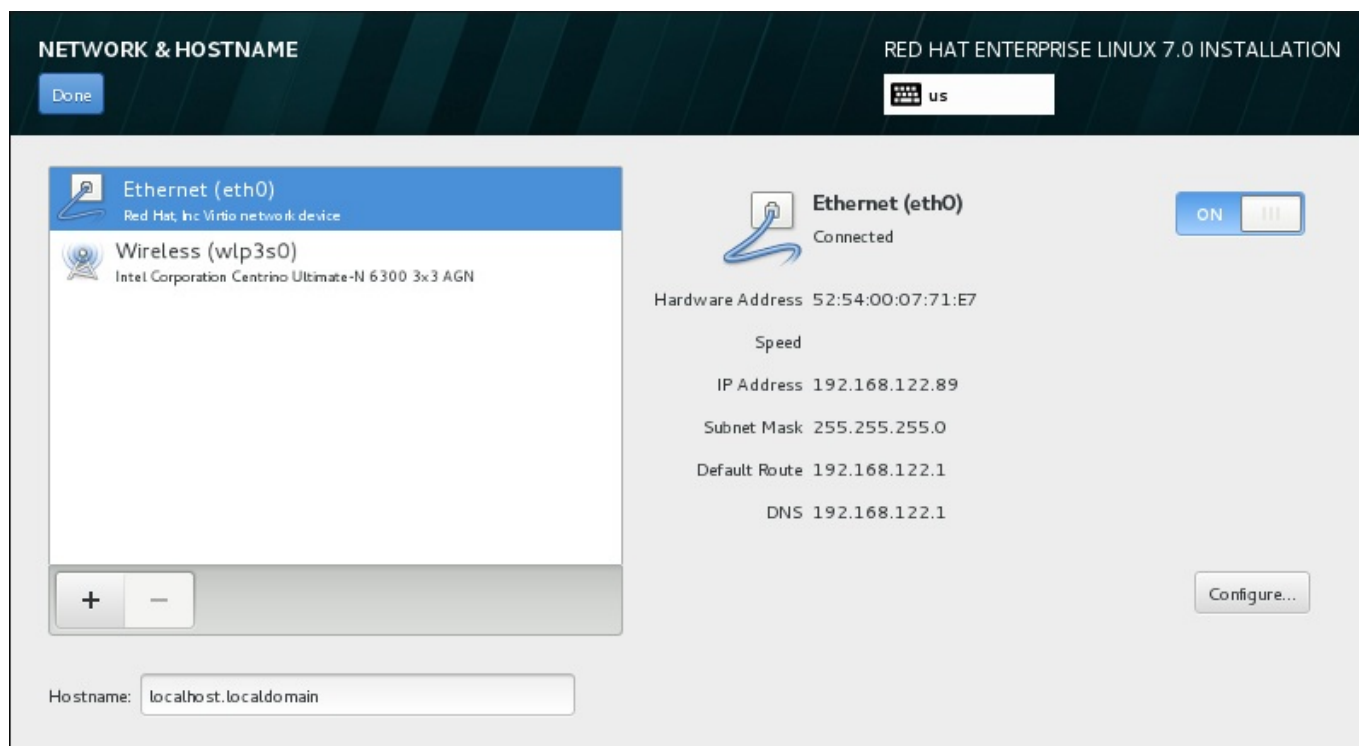 NETWORK & HOSTNAME
RED HAT ENTERPRISE LINUX 7.0 INSTALLATION
Done
us
Ethernet (eth0)
Red Hat, Inc Virtio network device
Wireless (wlp3s0)
Intel Corporation Centrino Ultimate-N 6300 3x3 AGN
Ethernet (eth0)
Connected
ON
Hardware Address 52:54:00:07:71:E7
Speed
IP Address 192.168.122.89
Subnet Mask 255.255.255.0
Default Route 192.168.122.1
DNS 192.168.122.1
+ −
Configure...
Hostname: localhost.localdomain